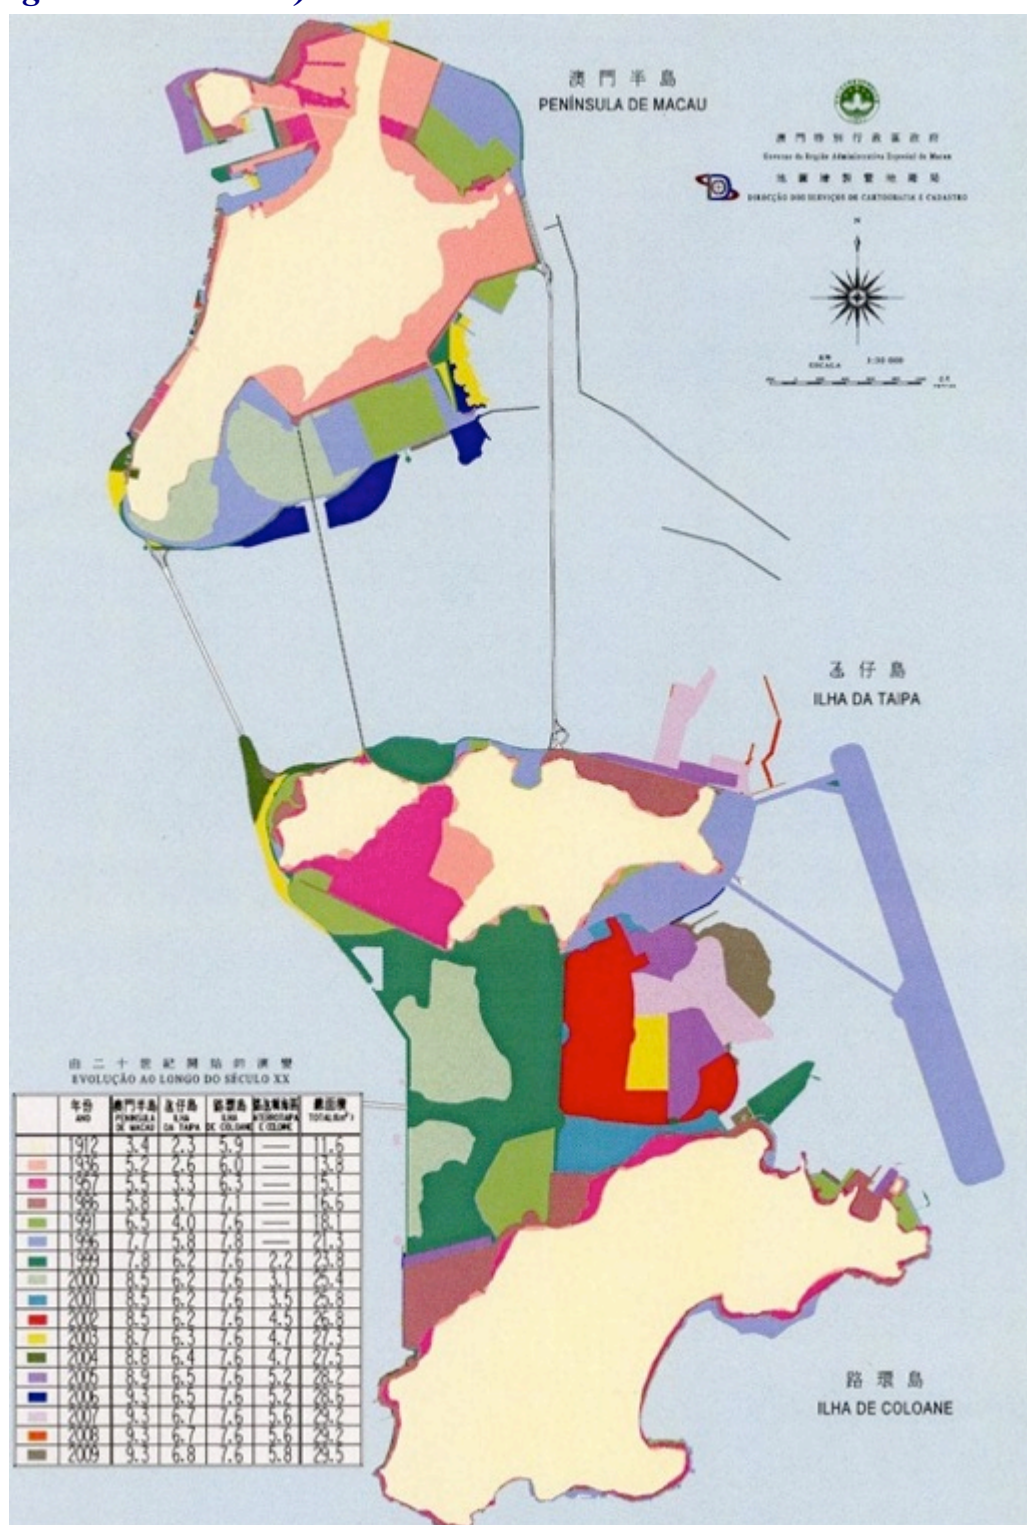 澳門半島
PENÍNSULA DE MACAU
澳門特別行政區政府
Governo da Região Administrativa Especial de Macau
地圖繪製暨地籍局
DIRECÇÃO DOS SERVIÇOS DE CARTOGRAFIA E CADASTRO
N
ESCALA
氹仔島
ILHA DA TAIPA
由二十世紀開始的演變
EVOLUÇÃO AO LONGO DO SÉCULO XX
年份 澳門半島 氹仔島 路環島 總面積
ANO PENÍNSULA DE MACAU ILHA DA TAIPA ILHA DE COLOANE TOTAL(Km²)
1912 3.4 2.3 5.9 — 11.6
1936 5.2 2.6 6.0 — 13.8
1957 5.5 3.3 6.3 — 15.1
1986 5.8 3.7 7.1 — 16.6
1991 6.5 4.0 7.6 — 18.1
1996 7.7 5.8 7.8 — 21.3
1999 7.8 6.2 7.6 2.2 23.8
2000 8.5 6.2 7.6 3.1 25.4
2001 8.5 6.2 7.6 3.5 25.8
2002 8.5 6.2 7.6 4.5 26.8
2003 8.7 6.3 7.6 4.7 27.3
2004 8.8 6.4 7.6 4.7 27.5
2005 8.9 6.5 7.6 5.2 28.2
2006 9.3 6.5 7.6 5.2 28.6
2007 9.3 6.7 7.6 5.6 29.2
2008 9.3 6.7 7.6 5.6 29.2
2009 9.3 6.8 7.6 5.8 29.5
路環島
ILHA DE COLOANE